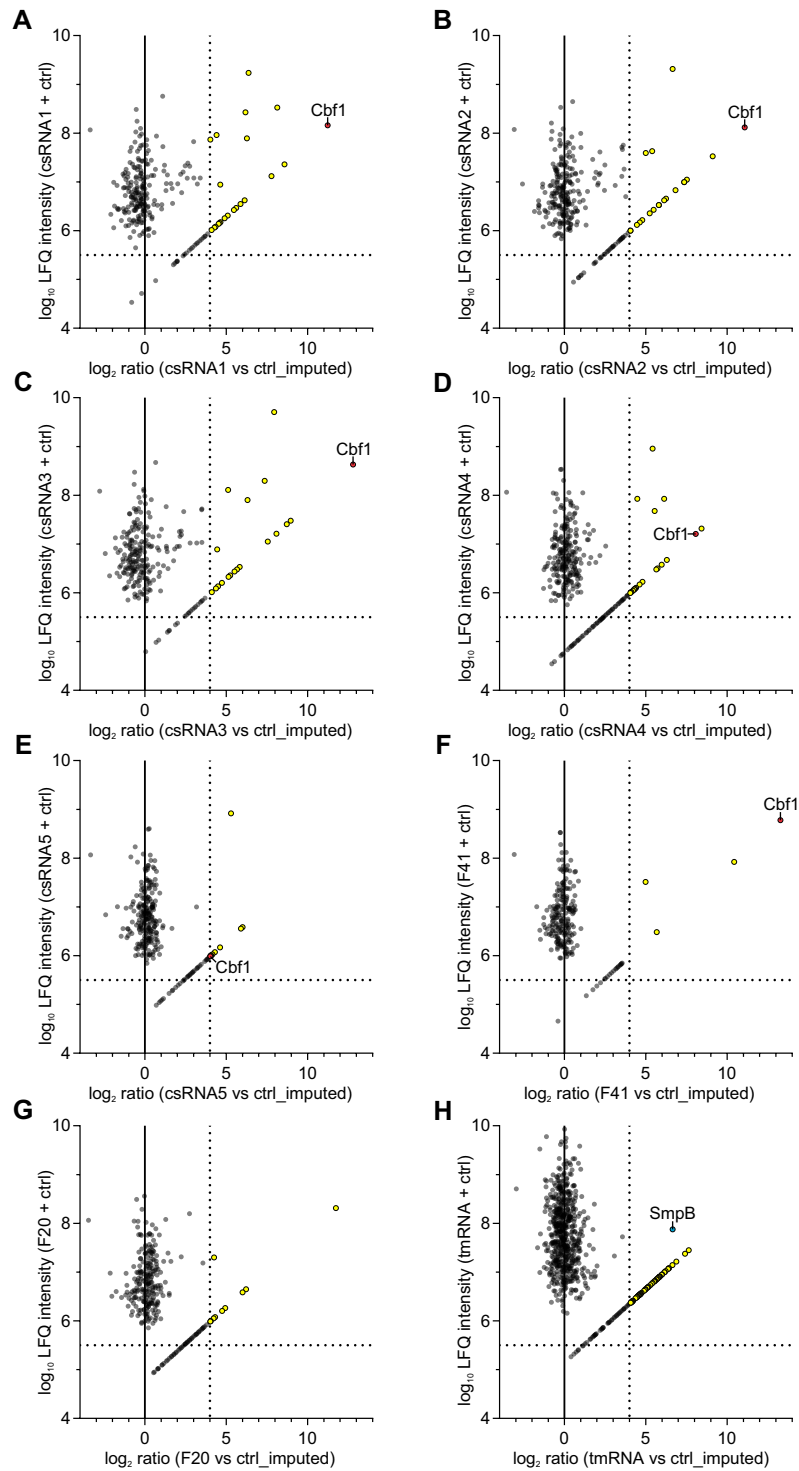 A
log₁₀ LFQ intensity (csRNA1 + ctrl)
10
8
6
4
0
5
10
Cbf1
log₂ ratio (csRNA1 vs ctrl_imputed)
B
log₁₀ LFQ intensity (csRNA2 + ctrl)
10
8
6
4
0
5
10
Cbf1
log₂ ratio (csRNA2 vs ctrl_imputed)
C
log₁₀ LFQ intensity (csRNA3 + ctrl)
10
8
6
4
0
5
10
Cbf1
log₂ ratio (csRNA3 vs ctrl_imputed)
D
log₁₀ LFQ intensity (csRNA4 + ctrl)
10
8
6
4
0
5
10
Cbf1
log₂ ratio (csRNA4 vs ctrl_imputed)
E
log₁₀ LFQ intensity (csRNA5 + ctrl)
10
8
6
4
0
5
10
Cbf1
log₂ ratio (csRNA5 vs ctrl_imputed)
F
log₁₀ LFQ intensity (F41 + ctrl)
10
8
6
4
0
5
10
Cbf1
log₂ ratio (F41 vs ctrl_imputed)
G
log₁₀ LFQ intensity (F20 + ctrl)
10
8
6
4
0
5
10
log₂ ratio (F20 vs ctrl_imputed)
H
log₁₀ LFQ intensity (tmRNA + ctrl)
10
8
6
4
0
5
10
SmpB
log₂ ratio (tmRNA vs ctrl_imputed)